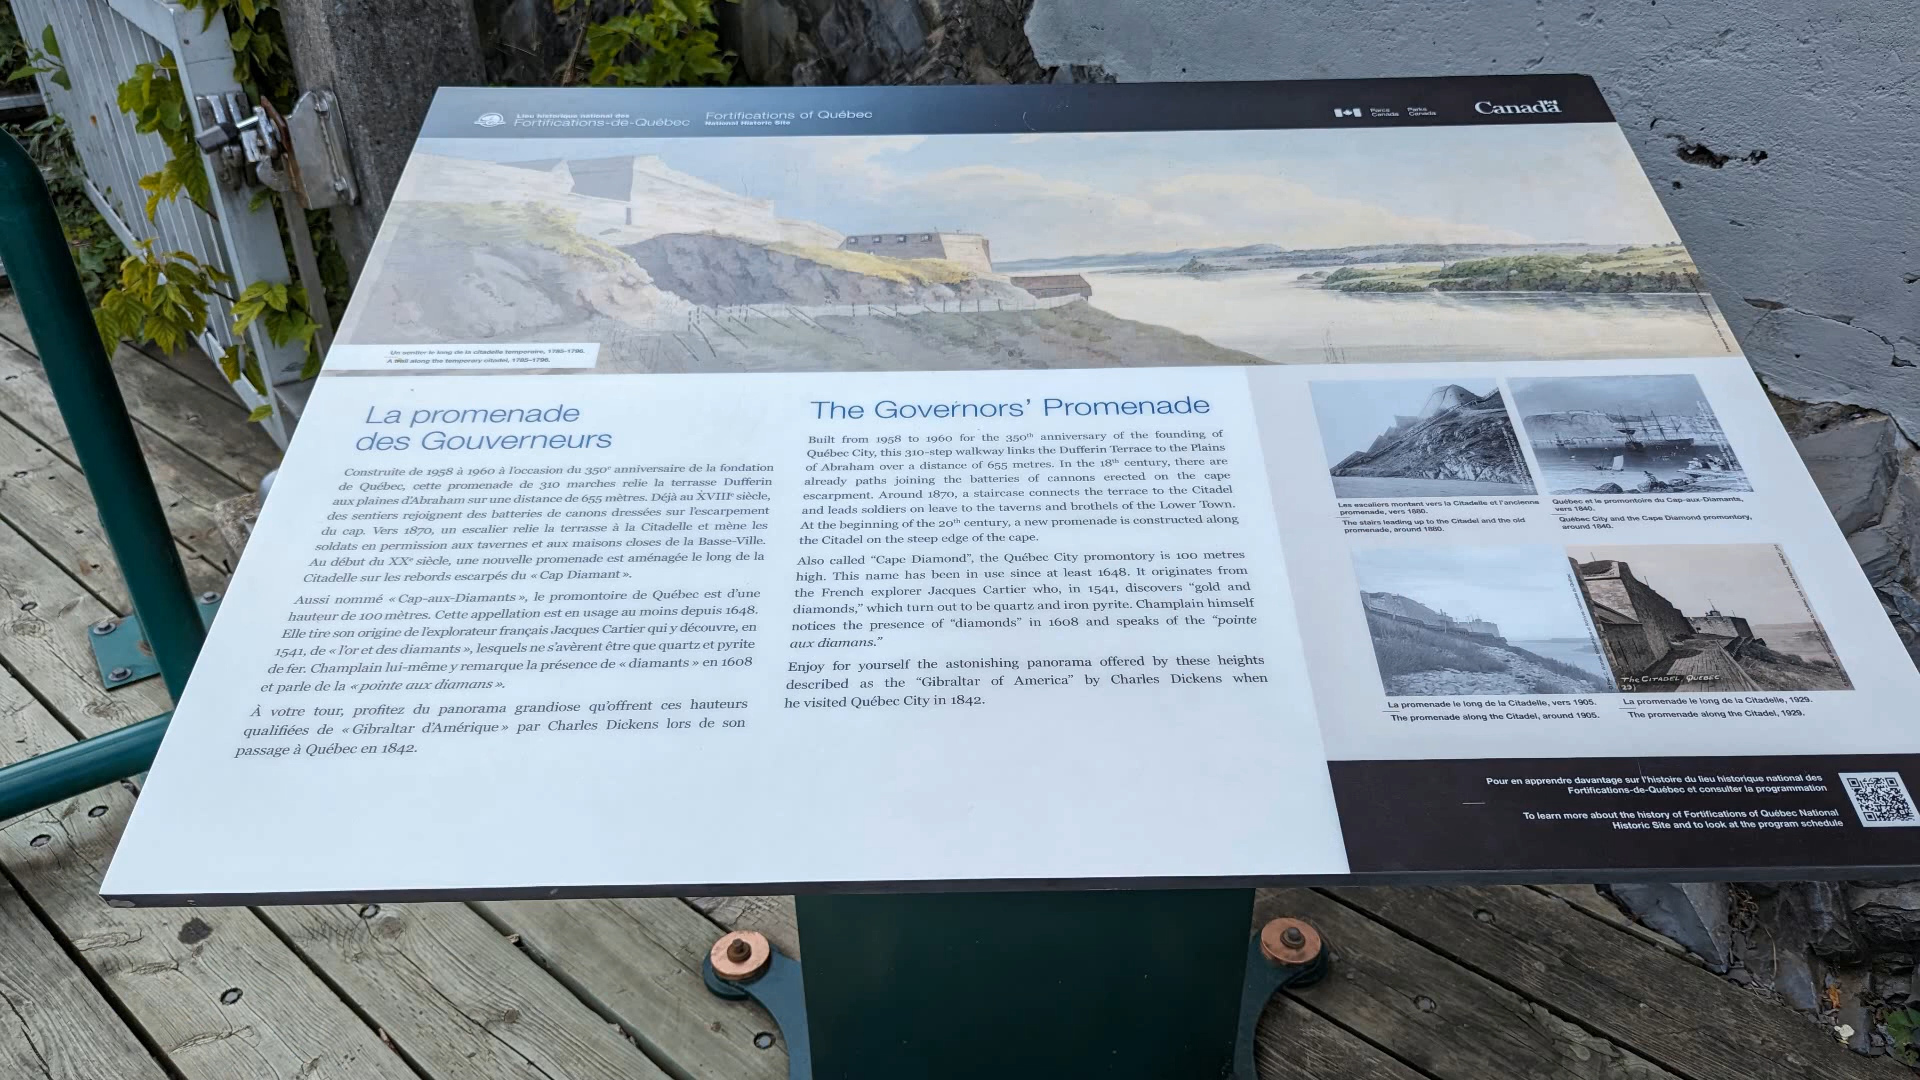 Lieu historique national des
Fortifications-de-Québec
Fortifications of Québec
National Historic Site
Parcs
Canada
Parks
Canada
Canada
Un sentier le long de la citadelle temporaire, 1785-1796.
A trail along the temporary citadel, 1785-1796.
La promenade
des Gouverneurs
Construite de 1958 à 1960 à l'occasion du 350e anniversaire de la fondation
de Québec, cette promenade de 310 marches relie la terrasse Dufferin
aux plaines d'Abraham sur une distance de 655 mètres. Déjà au XVIIIe siècle,
des sentiers rejoignent des batteries de canons dressées sur l'escarpement
du cap. Vers 1870, un escalier relie la terrasse à la Citadelle et mène les
soldats en permission aux tavernes et aux maisons closes de la Basse-Ville.
Au début du XXe siècle, une nouvelle promenade est aménagée le long de la
Citadelle sur les rebords escarpés du « Cap Diamant ».
Aussi nommé « Cap-aux-Diamants », le promontoire de Québec est d'une
hauteur de 100 mètres. Cette appellation est en usage au moins depuis 1648.
Elle tire son origine de l'explorateur français Jacques Cartier qui y découvre, en
1541, de « l'or et des diamants », lesquels ne s'avèrent être que quartz et pyrite
de fer. Champlain lui-même y remarque la présence de « diamants » en 1608
et parle de la « pointe aux diamans ».
À votre tour, profitez du panorama grandiose qu'offrent ces hauteurs
qualifiées de « Gibraltar d'Amérique » par Charles Dickens lors de son
passage à Québec en 1842.
The Governors' Promenade
Built from 1958 to 1960 for the 350th anniversary of the founding of
Québec City, this 310-step walkway links the Dufferin Terrace to the Plains
of Abraham over a distance of 655 metres. In the 18th century, there are
already paths joining the batteries of cannons erected on the cape
escarpment. Around 1870, a staircase connects the terrace to the Citadel
and leads soldiers on leave to the taverns and brothels of the Lower Town.
At the beginning of the 20th century, a new promenade is constructed along
the Citadel on the steep edge of the cape.
Also called "Cape Diamond", the Québec City promontory is 100 metres
high. This name has been in use since at least 1648. It originates from
the French explorer Jacques Cartier who, in 1541, discovers "gold and
diamonds," which turn out to be quartz and iron pyrite. Champlain himself
notices the presence of "diamonds" in 1608 and speaks of the "pointe
aux diamans."
Enjoy for yourself the astonishing panorama offered by these heights
described as the "Gibraltar of America" by Charles Dickens when
he visited Québec City in 1842.
Les escaliers montant vers la Citadelle et l'ancienne
promenade, vers 1880.
The stairs leading up to the Citadel and the old
promenade, around 1880.
Québec et le promontoire du Cap-aux-Diamants,
vers 1840.
Québec City and the Cape Diamond promontory,
around 1840.
The Citadel, Quebec
La promenade le long de la Citadelle, vers 1905.
The promenade along the Citadel, around 1905.
La promenade le long de la Citadelle, 1929.
The promenade along the Citadel, 1929.
Pour en apprendre davantage sur l'histoire du lieu historique national des
Fortifications-de-Québec et consulter la programmation
To learn more about the history of Fortifications of Québec National
Historic Site and to look at the program schedule